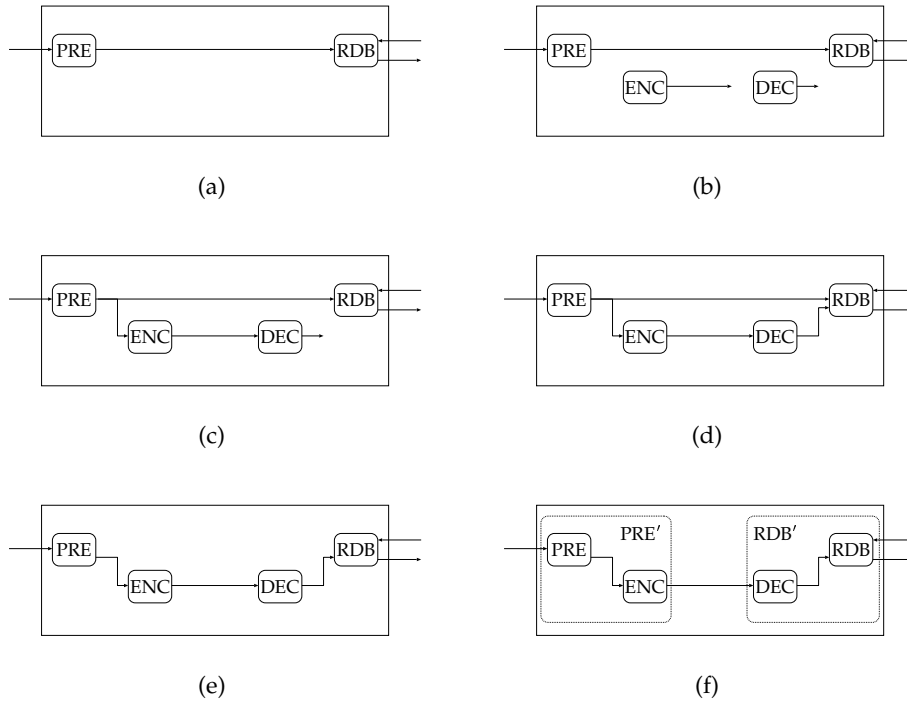 PRE RDB PRE RDB
ENC DEC
(a) (b)
PRE RDB PRE RDB
ENC DEC ENC DEC
(c) (d)
PRE′ RDB′
PRE RDB PRE RDB
ENC DEC ENC DEC
(e) (f)